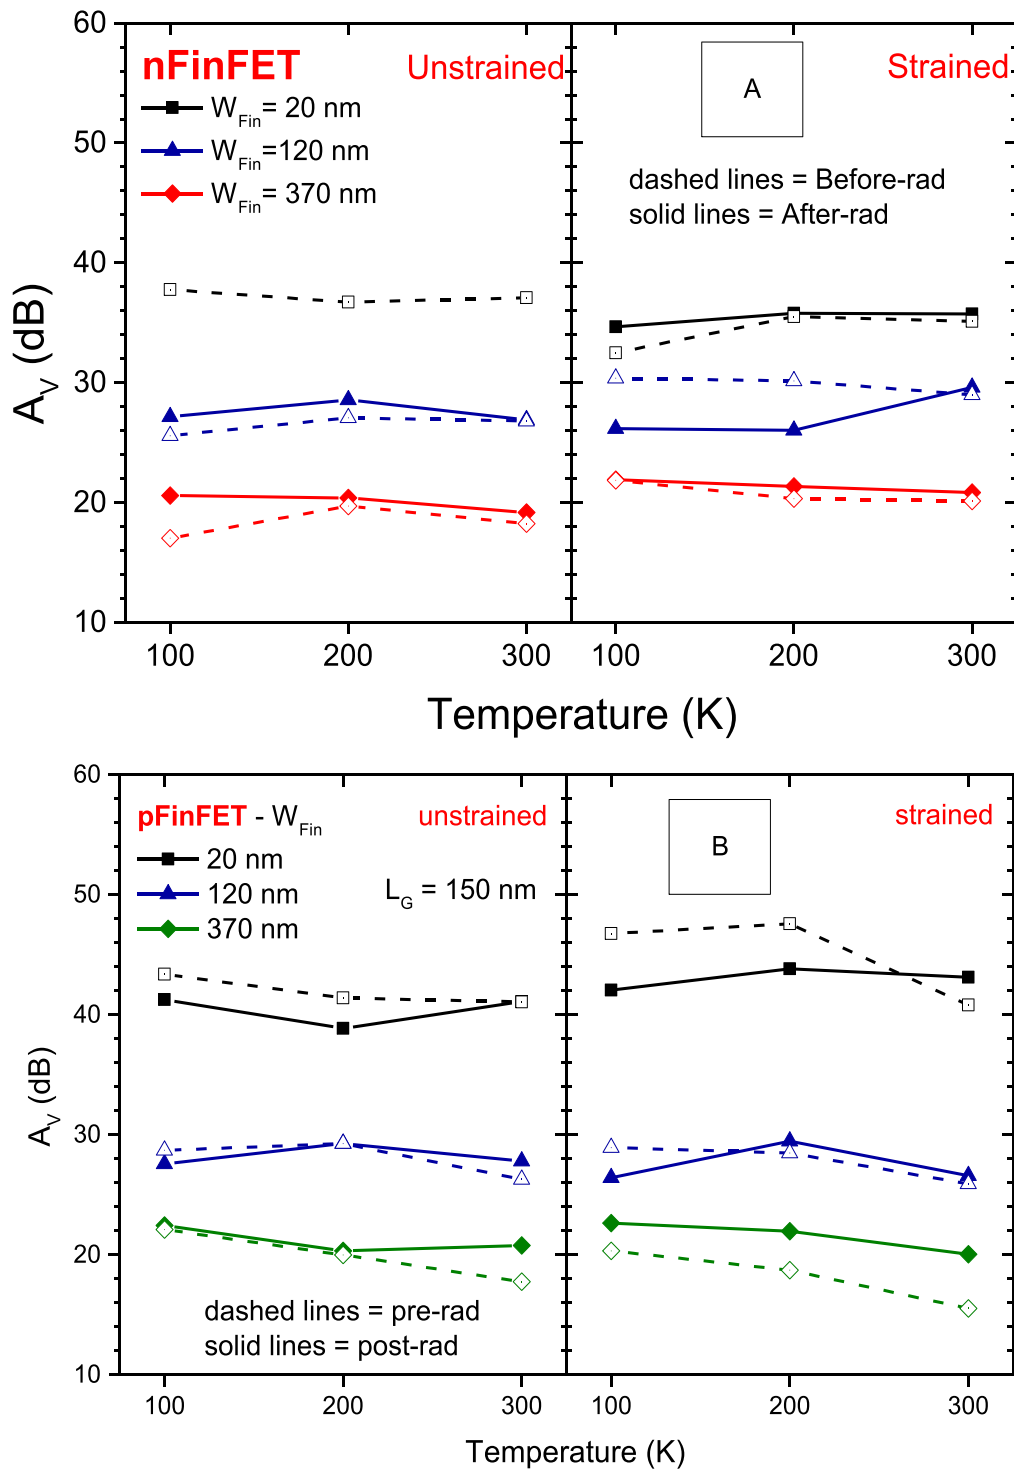 60
50
40
30
20
10
A_V (dB)
nFinFET
Unstrained
W_Fin= 20 nm
W_Fin=120 nm
W_Fin= 370 nm
A
Strained
dashed lines = Before-rad
solid lines = After-rad
100 200 300 100 200 300
Temperature (K)
60
50
40
30
20
10
A_V (dB)
pFinFET - W_Fin
unstrained
20 nm
120 nm
370 nm
L_G = 150 nm
dashed lines = pre-rad
solid lines = post-rad
B
strained
100 200 300 100 200 300
Temperature (K)